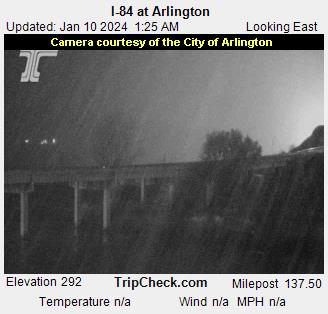 I-84 at Arlington
Updated: Jan 10 2024 1:25 AM Looking East
Camera courtesy of the City of Arlington
Elevation 292 TripCheck.com Milepost 137.50
Temperature n/a Wind n/a MPH n/a